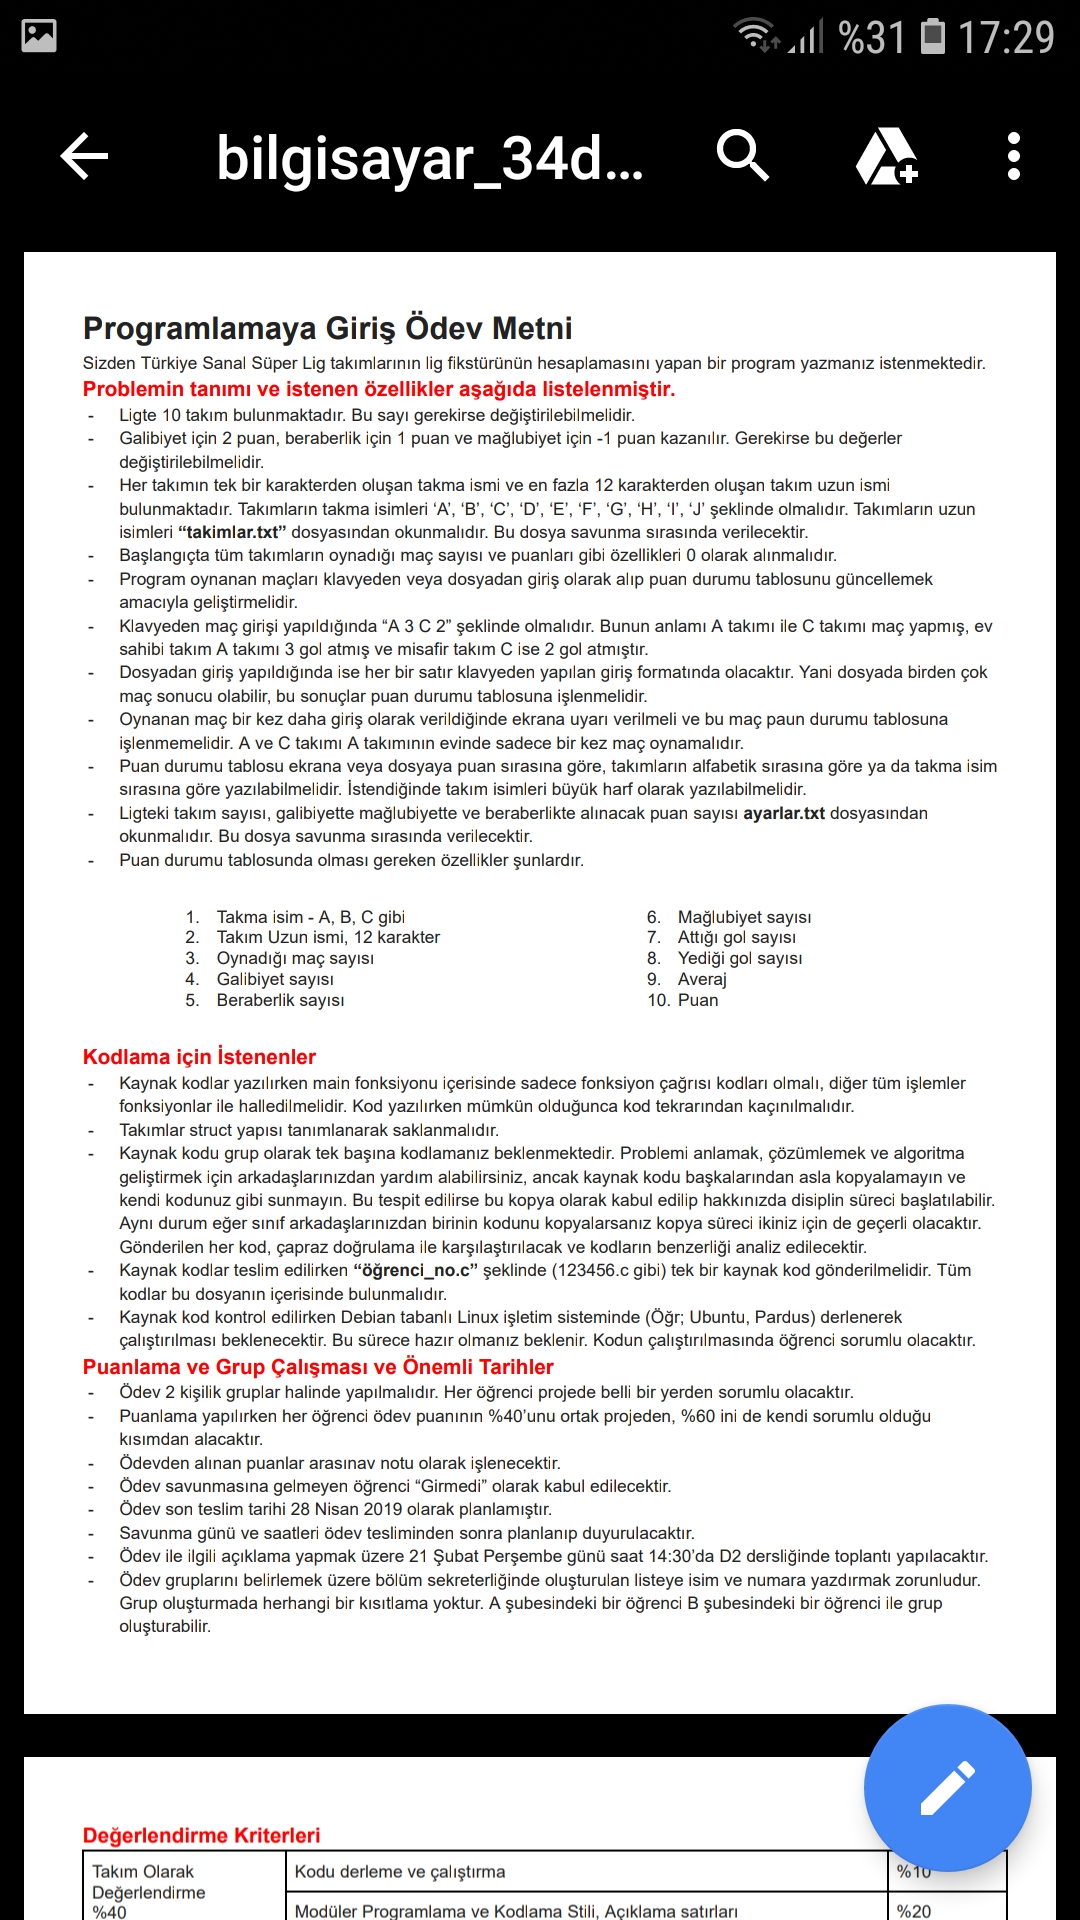 %31 17:29
bilgisayar_34d...
Programlamaya Giriş Ödev Metni
Sizden Türkiye Sanal Süper Lig takımlarının lig fikstürünün hesaplamasını yapan bir program yazmanız istenmektedir.
Problemin tanımı ve istenen özellikler aşağıda listelenmiştir.
- Ligte 10 takım bulunmaktadır. Bu sayı gerekirse değiştirilebilmelidir.
- Galibiyet için 2 puan, beraberlik için 1 puan ve mağlubiyet için -1 puan kazanılır. Gerekirse bu değerler
değiştirilebilmelidir.
- Her takımın tek bir karakterden oluşan takma ismi ve en fazla 12 karakterden oluşan takım uzun ismi
bulunmaktadır. Takımların takma isimleri ‘A’, ‘B’, ‘C’, ‘D’, ‘E’, ‘F’, ‘G’, ‘H’, ‘I’, ‘J’ şeklinde olmalıdır. Takımların uzun
isimleri “takimlar.txt” dosyasından okunmalıdır. Bu dosya savunma sırasında verilecektir.
- Başlangıçta tüm takımların oynadığı maç sayısı ve puanları gibi özellikleri 0 olarak alınmalıdır.
- Program oynanan maçları klavyeden veya dosyadan giriş olarak alıp puan durumu tablosunu güncellemek
amacıyla geliştirmelidir.
- Klavyeden maç girişi yapıldığında “A 3 C 2” şeklinde olmalıdır. Bunun anlamı A takımı ile C takımı maç yapmış, ev
sahibi takım A takımı 3 gol atmış ve misafir takım C ise 2 gol atmıştır.
- Dosyadan giriş yapıldığında ise her bir satır klavyeden yapılan giriş formatında olacaktır. Yani dosyada birden çok
maç sonucu olabilir, bu sonuçlar puan durumu tablosuna işlenmelidir.
- Oynanan maç bir kez daha giriş olarak verildiğinde ekrana uyarı verilmeli ve bu maç paun durumu tablosuna
işlenmemelidir. A ve C takımı A takımının evinde sadece bir kez maç oynamalıdır.
- Puan durumu tablosu ekrana veya dosyaya puan sırasına göre, takımların alfabetik sırasına göre ya da takma isim
sırasına göre yazılabilmelidir. İstendiğinde takım isimleri büyük harf olarak yazılabilmelidir.
- Ligteki takım sayısı, galibiyette mağlubiyette ve beraberlikte alınacak puan sayısı ayarlar.txt dosyasından
okunmalıdır. Bu dosya savunma sırasında verilecektir.
- Puan durumu tablosunda olması gereken özellikler şunlardır.
1. Takma isim - A, B, C gibi
2. Takım Uzun ismi, 12 karakter
3. Oynadığı maç sayısı
4. Galibiyet sayısı
5. Beraberlik sayısı
6. Mağlubiyet sayısı
7. Attığı gol sayısı
8. Yediği gol sayısı
9. Averaj
10. Puan
Kodlama için İstenenler
- Kaynak kodlar yazılırken main fonksiyonu içerisinde sadece fonksiyon çağrısı kodları olmalı, diğer tüm işlemler
fonksiyonlar ile halledilmelidir. Kod yazılırken mümkün olduğunca kod tekrarından kaçınılmalıdır.
- Takımlar struct yapısı tanımlanarak saklanmalıdır.
- Kaynak kodu grup olarak tek başına kodlamanız beklenmektedir. Problemi anlamak, çözümlemek ve algoritma
geliştirmek için arkadaşlarınızdan yardım alabilirsiniz, ancak kaynak kodu başkalarından asla kopyalamayın ve
kendi kodunuz gibi sunmayın. Bu tespit edilirse bu kopya olarak kabul edilip hakkınızda disiplin süreci başlatılabilir.
Aynı durum eğer sınıf arkadaşlarınızdan birinin kodunu kopyalarsanız kopya süreci ikiniz için de geçerli olacaktır.
Gönderilen her kod, çapraz doğrulama ile karşılaştırılacak ve kodların benzerliği analiz edilecektir.
- Kaynak kodlar teslim edilirken “öğrenci_no.c” şeklinde (123456.c gibi) tek bir kaynak kod gönderilmelidir. Tüm
kodlar bu dosyanın içerisinde bulunmalıdır.
- Kaynak kod kontrol edilirken Debian tabanlı Linux işletim sisteminde (Öğr; Ubuntu, Pardus) derlenerek
çalıştırılması beklenecektir. Bu sürece hazır olmanız beklenir. Kodun çalıştırılmasında öğrenci sorumlu olacaktır.
Puanlama ve Grup Çalışması ve Önemli Tarihler
- Ödev 2 kişilik gruplar halinde yapılmalıdır. Her öğrenci projede belli bir yerden sorumlu olacaktır.
- Puanlama yapılırken her öğrenci ödev puanının %40’unu ortak projeden, %60 ini de kendi sorumlu olduğu
kısımdan alacaktır.
- Ödevden alınan puanlar arasınav notu olarak işlenecektir.
- Ödev savunmasına gelmeyen öğrenci “Girmedi” olarak kabul edilecektir.
- Ödev son teslim tarihi 28 Nisan 2019 olarak planlamıştır.
- Savunma günü ve saatleri ödev tesliminden sonra planlanıp duyurulacaktır.
- Ödev ile ilgili açıklama yapmak üzere 21 Şubat Perşembe günü saat 14:30’da D2 dersliğinde toplantı yapılacaktır.
- Ödev gruplarını belirlemek üzere bölüm sekreterliğinde oluşturulan listeye isim ve numara yazdırmak zorunludur.
Grup oluşturmada herhangi bir kısıtlama yoktur. A şubesindeki bir öğrenci B şubesindeki bir öğrenci ile grup
oluşturabilir.
Değerlendirme Kriterleri
Takım Olarak
Değerlendirme
%40
Kodu derleme ve çalıştırma %10
Modüler Programlama ve Kodlama Stili, Açıklama satırları %20